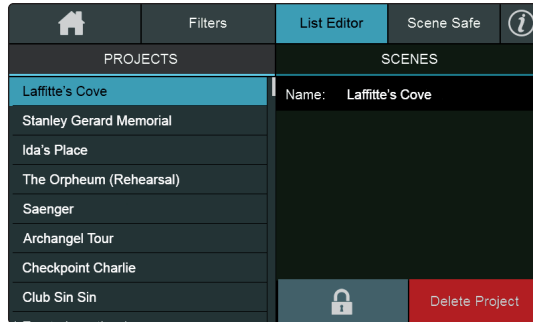 Filters
List Editor
Scene Safe
i
PROJECTS
SCENES
Laffitte's Cove
Stanley Gerard Memorial
Ida's Place
The Orpheum (Rehearsal)
Saenger
Archangel Tour
Checkpoint Charlie
Club Sin Sin
Name: Laffitte's Cove
Delete Project